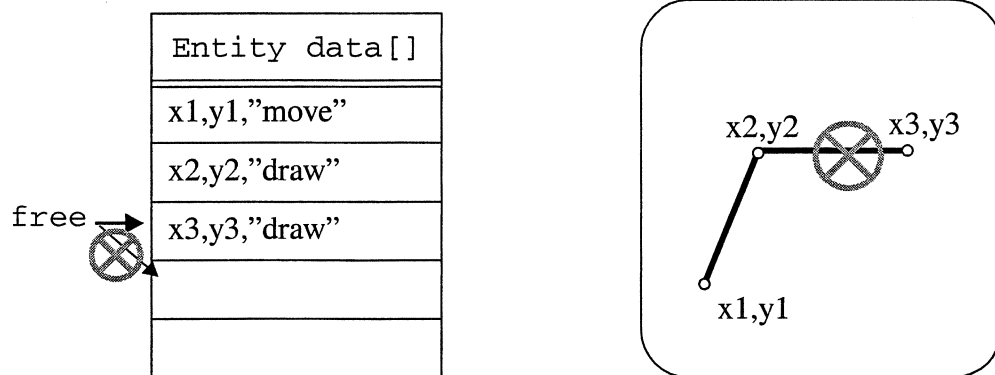 Entity data[]
x1,y1,”move”
x2,y2,”draw”
free
x3,y3,”draw”
x2,y2
x3,y3
x1,y1